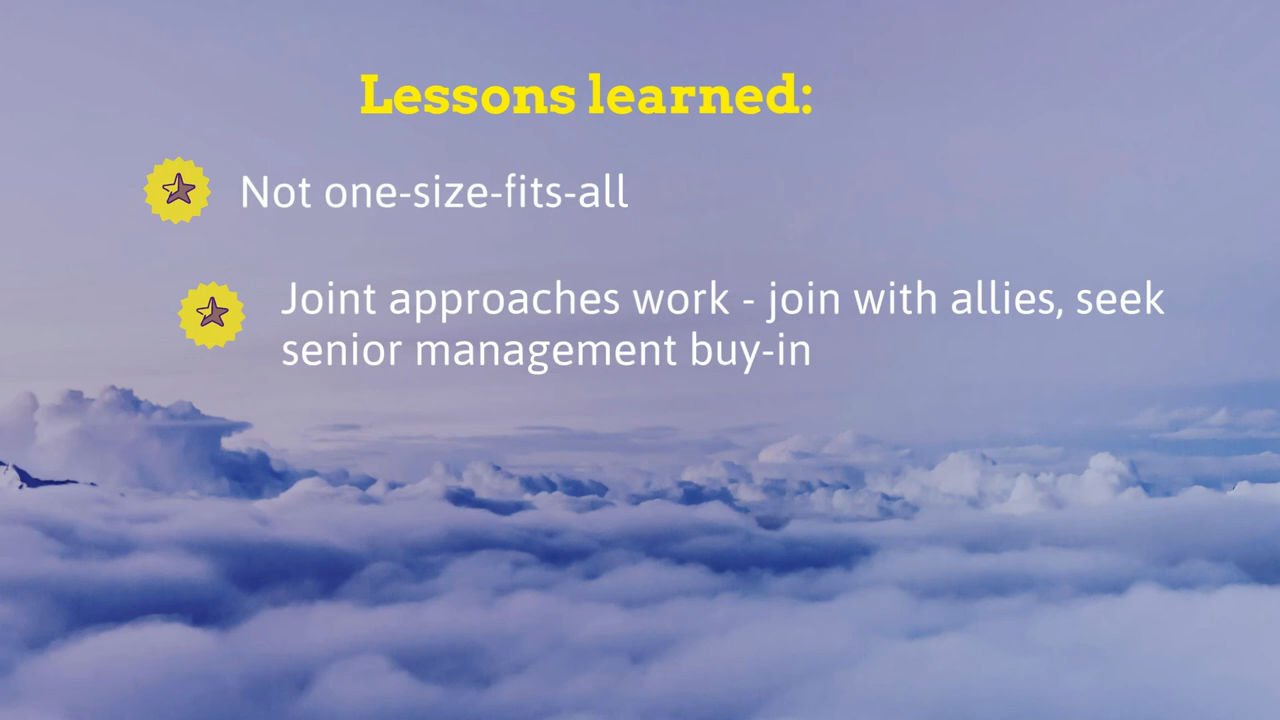 Lessons learned:
Not one-size-fits-all
Joint approaches work - join with allies, seek
senior management buy-in